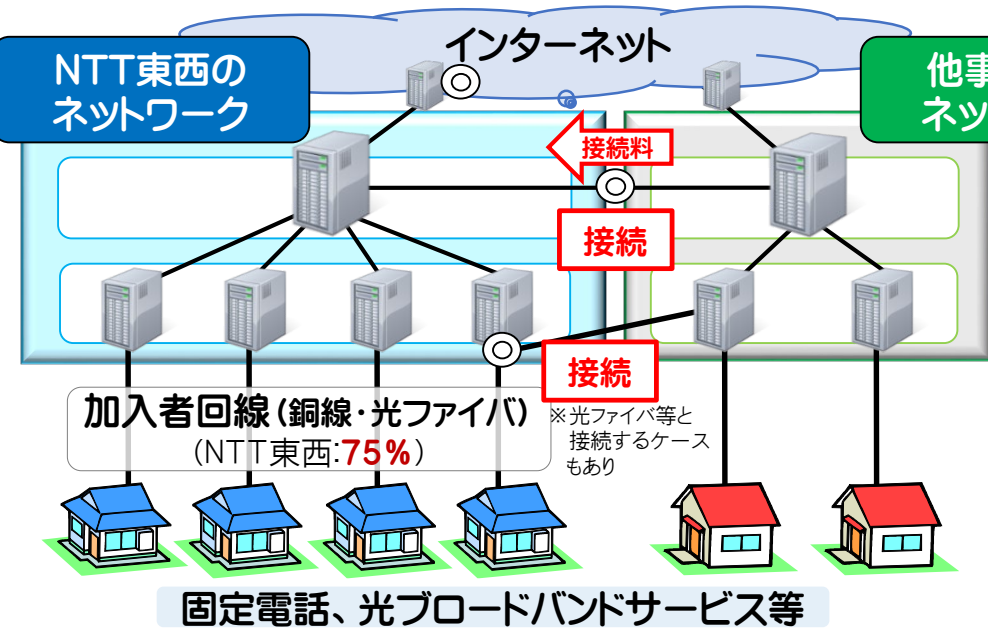 インターネット
NTT東西の
ネットワーク
他事
ネッ
接続料
接続
接続
加入者回線(銅線・光ファイバ)
(NTT東西:75%)
※光ファイバ等と
接続するケース
もあり
固定電話、光ブロードバンドサービス等